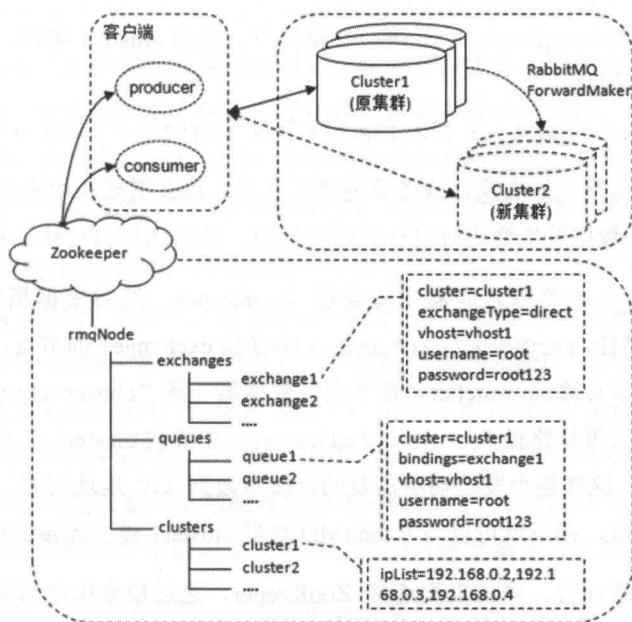 客户端
producer
consumer
Cluster1
(原集群)
RabbitMQ
ForwardMaker
Cluster2
(新集群)
Zookeeper
rmqNode
exchanges
exchange1
exchange2
....
queues
queue1
queue2
....
clusters
cluster1
cluster2
....
cluster=cluster1
exchangeType=direct
vhost=vhost1
username=root
password=root123
cluster=cluster1
bindings=exchange1
vhost=vhost1
username=root
password=root123
ipList=192.168.0.2,192.1
68.0.3,192.168.0.4